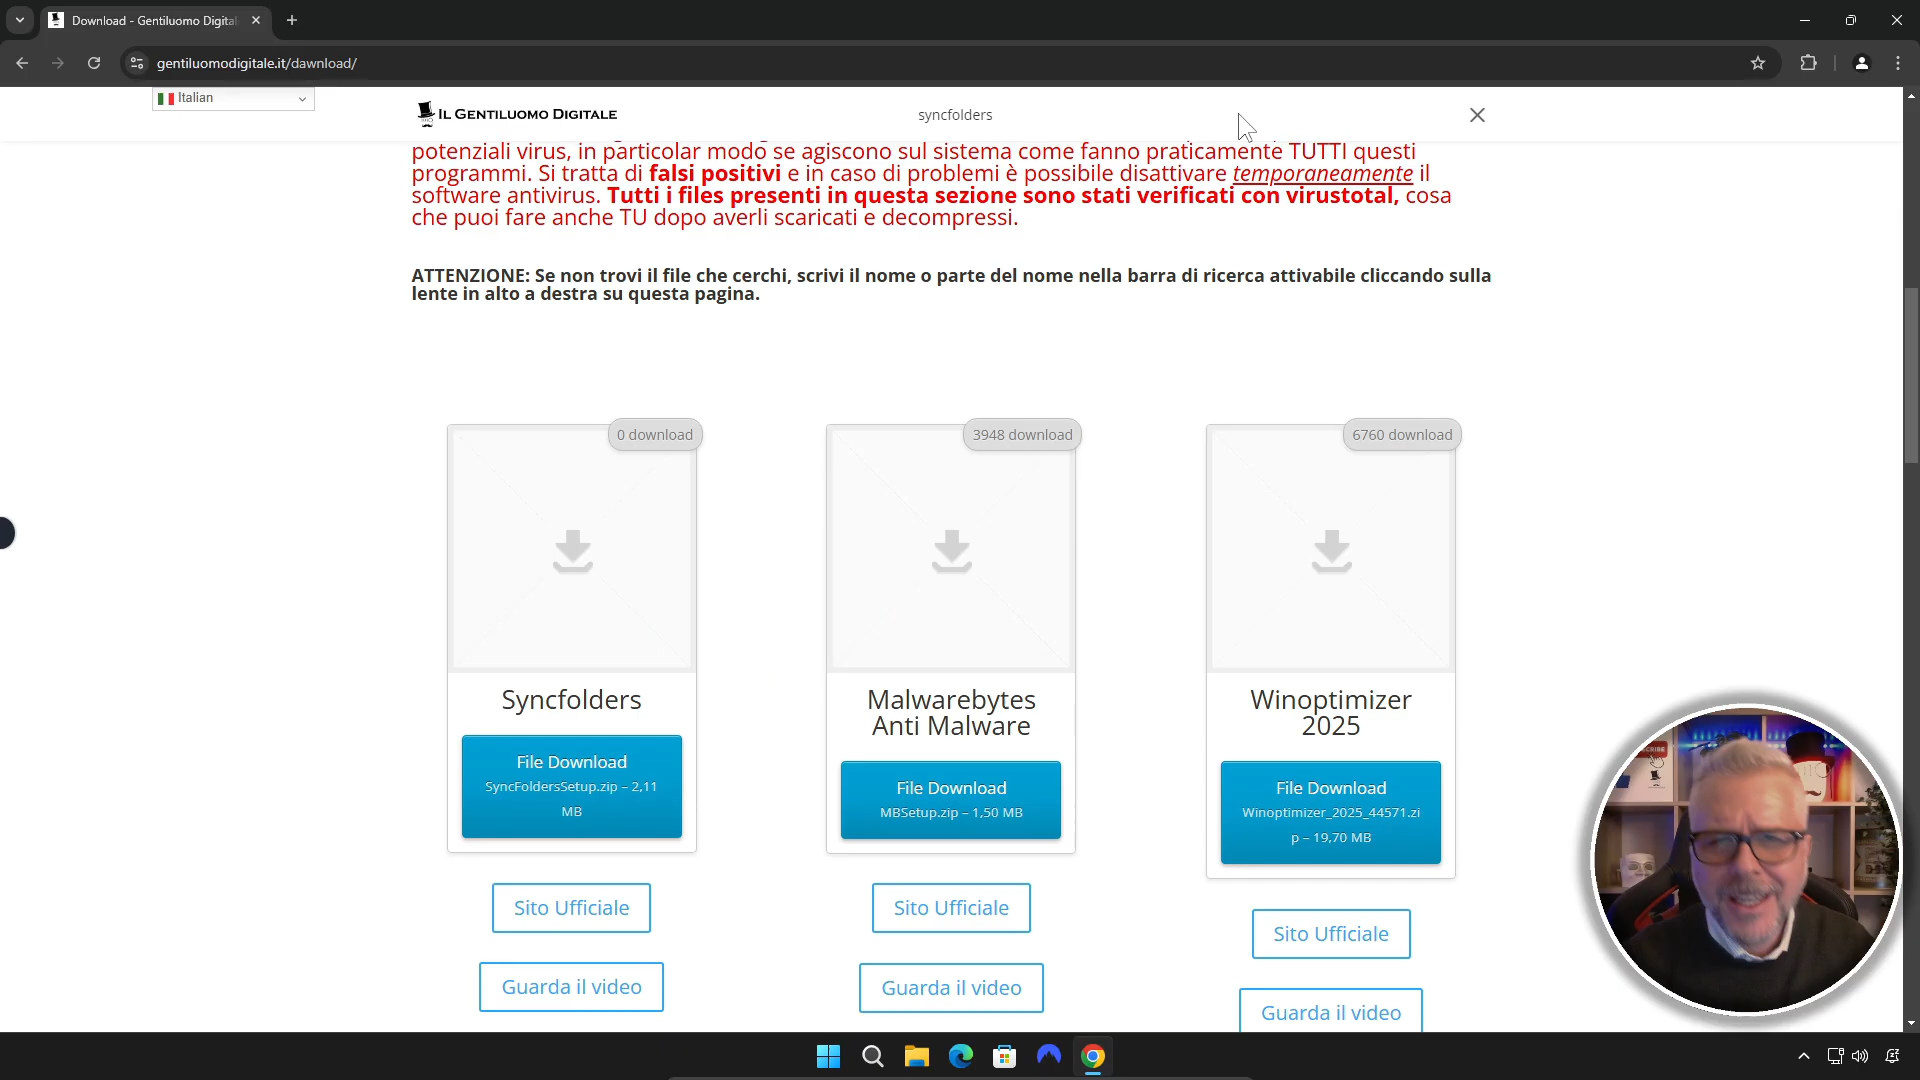 Download - Gentiluomo Digital
gentiluomodigitale.it/dawnload/
Italian
IL GENTILUOMO DIGITALE
syncfolders
potenziali virus, in particolar modo se agiscono sul sistema come fanno praticamente TUTTI questi
programmi. Si tratta di falsi positivi e in caso di problemi è possibile disattivare temporaneamente il
software antivirus. Tutti i files presenti in questa sezione sono stati verificati con virustotal, cosa
che puoi fare anche TU dopo averli scaricati e decompressi.
ATTENZIONE: Se non trovi il file che cerchi, scrivi il nome o parte del nome nella barra di ricerca attivabile cliccando sulla
lente in alto a destra su questa pagina.
0 download
3948 download
6760 download
Syncfolders
File Download
SyncFoldersSetup.zip – 2,11
MB
Sito Ufficiale
Guarda il video
Malwarebytes
Anti Malware
File Download
MBSetup.zip – 1,50 MB
Sito Ufficiale
Guarda il video
Winoptimizer
2025
File Download
Winoptimizer_2025_44571.zi
p – 19,70 MB
Sito Ufficiale
Guarda il video